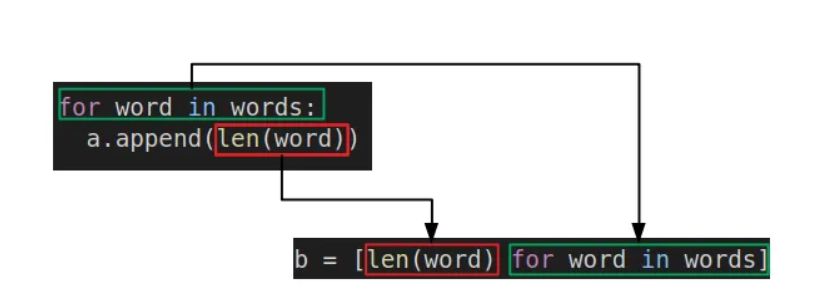 for word in words:
  a.append(len(word))
b = [len(word) for word in words]